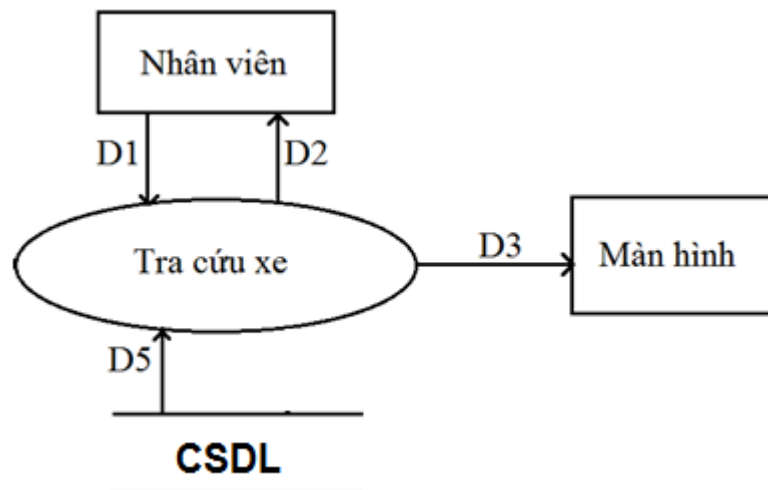 Nhân viên
D1
D2
Tra cứu xe
D3
Màn hình
D5
CSDL